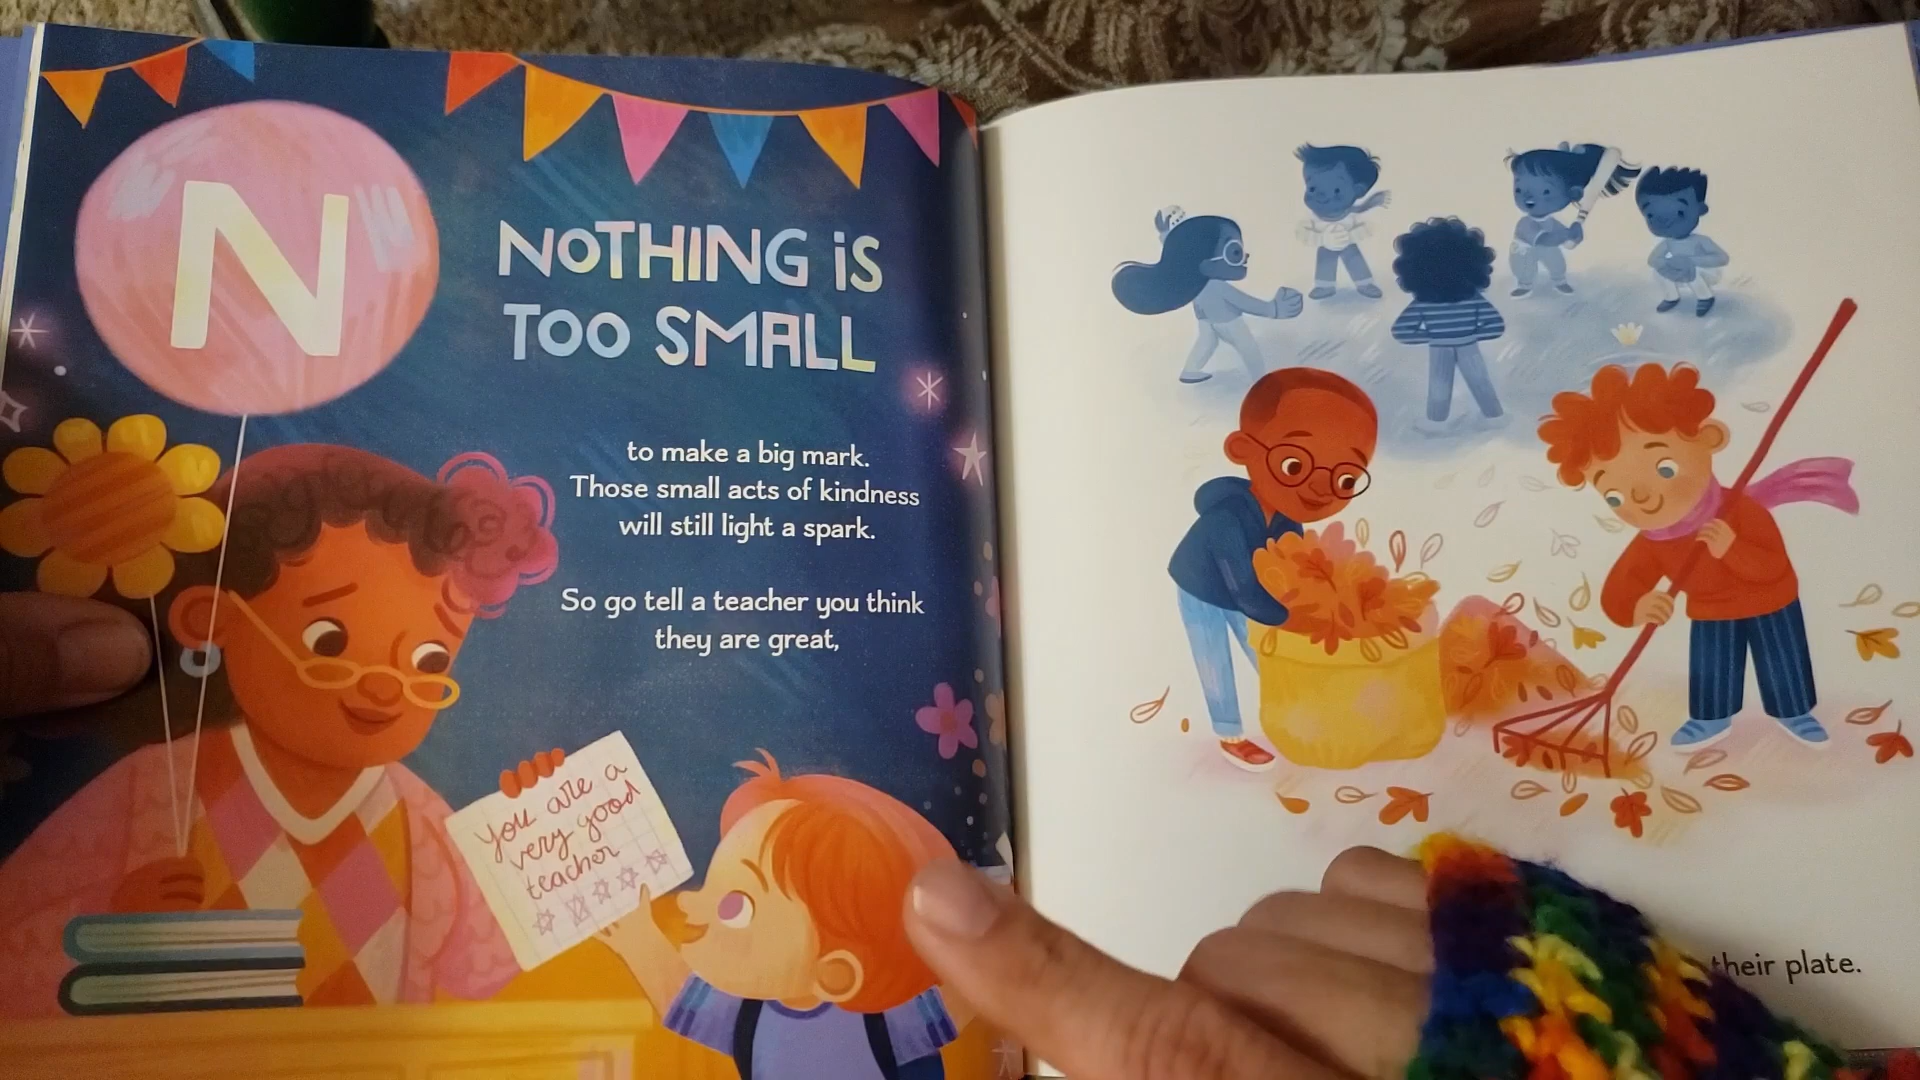 N
NOTHING iS
TOO SMALL
to make a big mark.
Those small acts of kindness
will still light a spark.
So go tell a teacher you think
they are great,
You are a
very good
teacher
their plate.